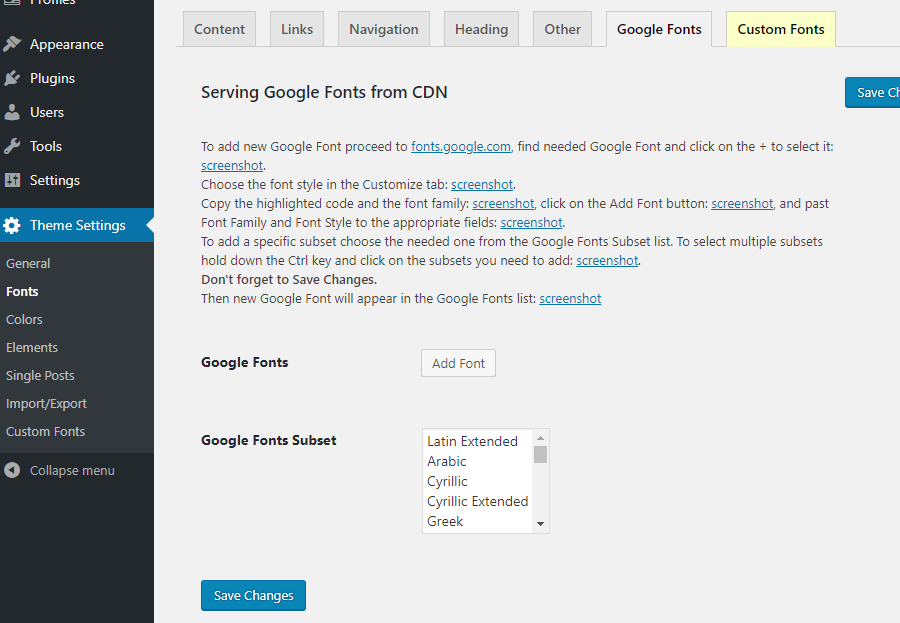 Profiles
Appearance
Plugins
Users
Tools
Settings
Theme Settings
General
Fonts
Colors
Elements
Single Posts
Import/Export
Custom Fonts
Collapse menu
Content
Links
Navigation
Heading
Other
Google Fonts
Custom Fonts
Serving Google Fonts from CDN
Save Ch
To add new Google Font proceed to fonts.google.com, find needed Google Font and click on the + to select it:
screenshot.
Choose the font style in the Customize tab: screenshot.
Copy the highlighted code and the font family: screenshot, click on the Add Font button: screenshot, and past
Font Family and Font Style to the appropriate fields: screenshot.
To add a specific subset choose the needed one from the Google Fonts Subset list. To select multiple subsets
hold down the Ctrl key and click on the subsets you need to add: screenshot.
Don't forget to Save Changes.
Then new Google Font will appear in the Google Fonts list: screenshot
Google Fonts
Add Font
Google Fonts Subset
Latin Extended
Arabic
Cyrillic
Cyrillic Extended
Greek
Save Changes